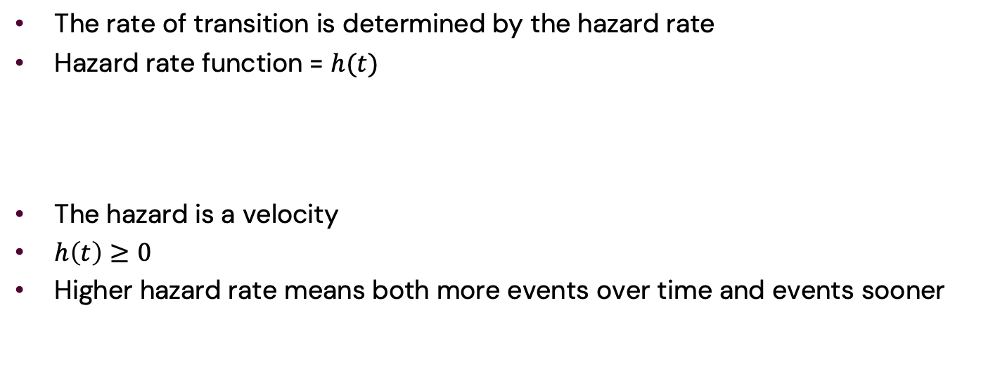 • The rate of transition is determined by the hazard rate
• Hazard rate function = ℎ(𝑡)
• The hazard is a velocity
• ℎ(𝑡) ≥ 0
• Higher hazard rate means both more events over time and events sooner